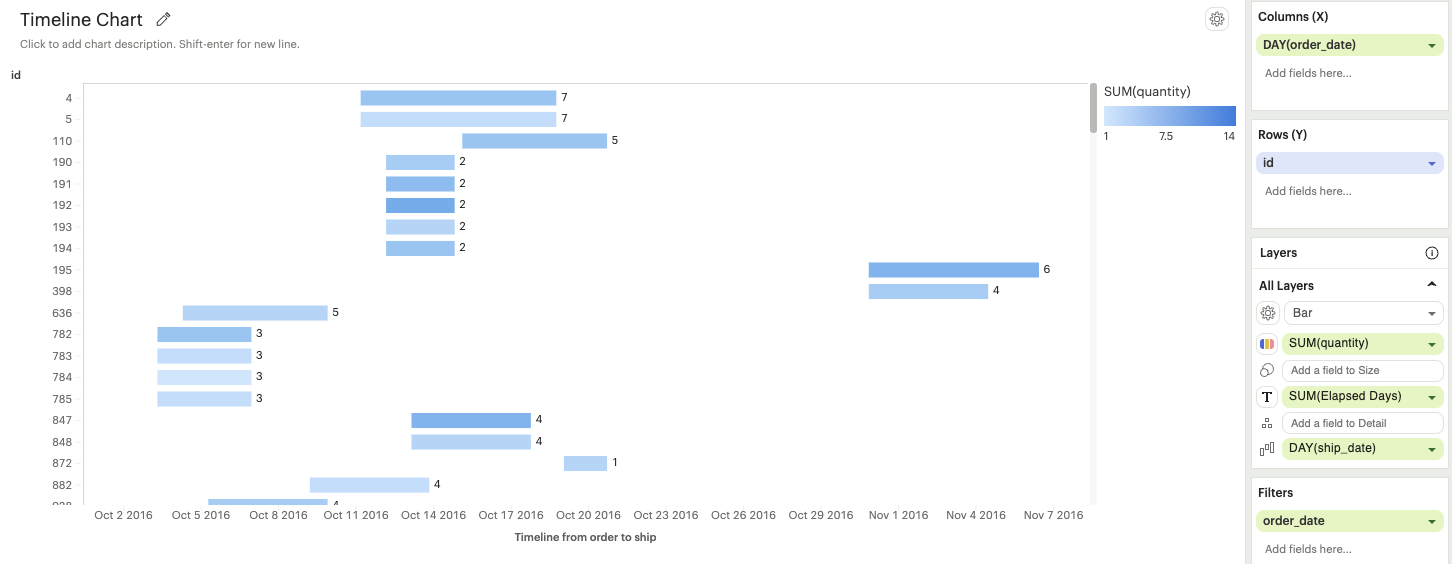 Timeline Chart
Click to add chart description. Shift-enter for new line.
id
4 7
5 7
110 5
190 2
191 2
192 2
193 2
194 2
195 6
398 4
636 5
782 3
783 3
784 3
785 3
847 4
848 4
872 1
882 4
4
Oct 2 2016 Oct 5 2016 Oct 8 2016 Oct 11 2016 Oct 14 2016 Oct 17 2016 Oct 20 2016 Oct 23 2016 Oct 26 2016 Oct 29 2016 Nov 1 2016 Nov 4 2016 Nov 7 2016
Timeline from order to ship
SUM(quantity)
1 7.5 14
Columns (X)
DAY(order_date)
Add fields here...
Rows (Y)
id
Add fields here...
Layers
All Layers
Bar
SUM(quantity)
Add a field to Size
T SUM(Elapsed Days)
Add a field to Detail
DAY(ship_date)
Filters
order_date
Add fields here...